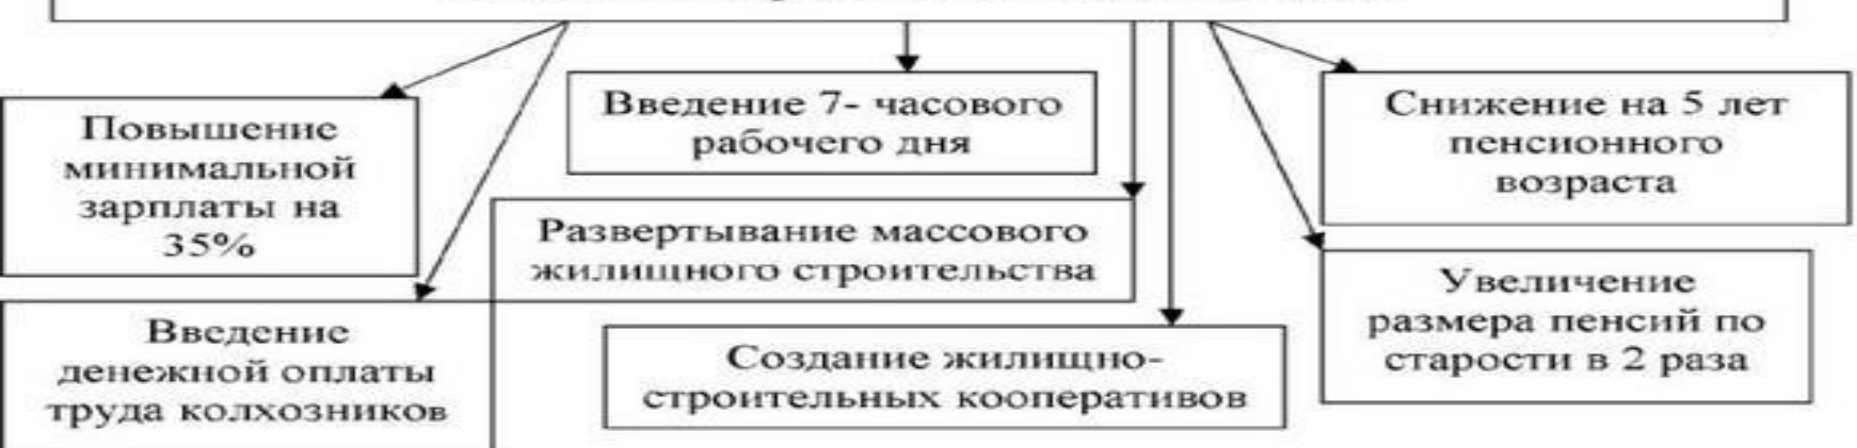 Повышение
минимальной
зарплаты на
35%
Введение 7- часового
рабочего дня
Снижение на 5 лет
пенсионного
возраста
Развертывание массового
жилищного строительства
Увеличение
размера пенсий по
старости в 2 раза
Введение
денежной оплаты
труда колхозников
Создание жилищно-
строительных кооперативов